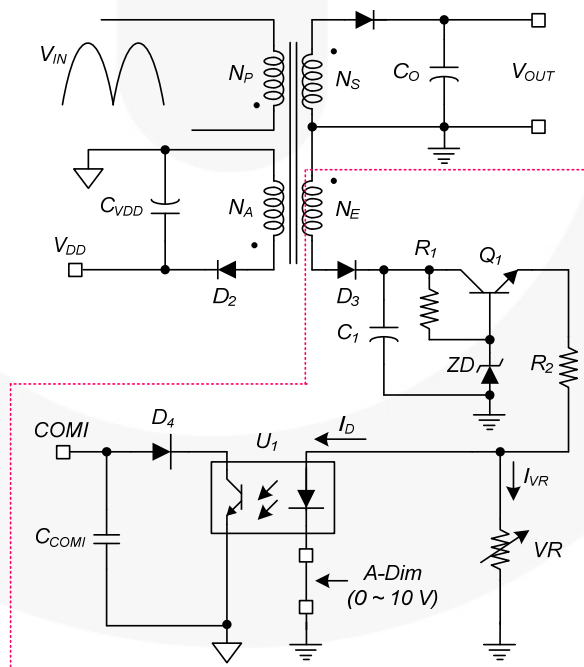 V_IN
N_P
N_S
C_O
V_OUT
C_VDD
N_A
N_E
V_DD
D_2
D_3
R_1
Q_1
C_1
ZD
R_2
COMI
D_4
U_1
I_D
I_VR
C_COMI
VR
A-Dim
(0 ~ 10 V)